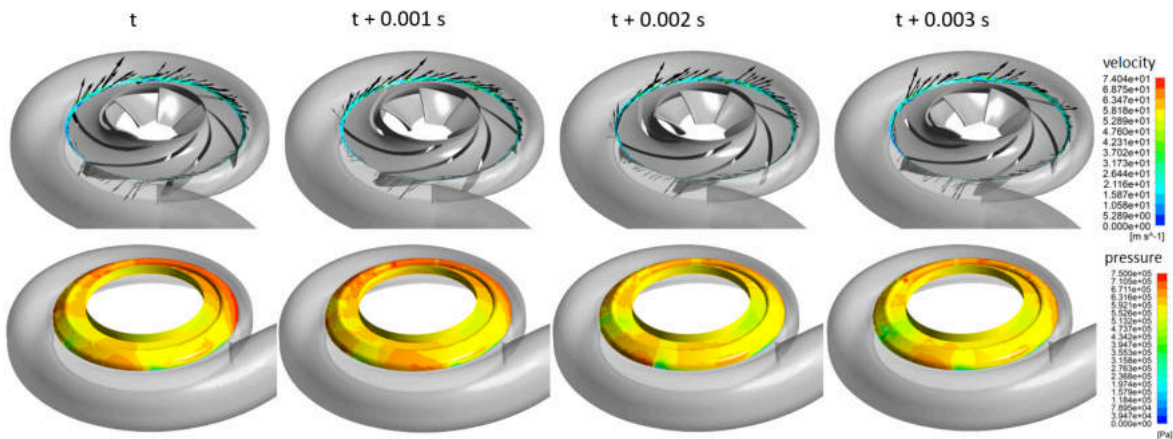 t
t + 0.001 s
t + 0.002 s
t + 0.003 s
velocity
7.404e+01
6.875e+01
6.347e+01
5.818e+01
5.289e+01
4.760e+01
4.231e+01
3.702e+01
3.173e+01
2.644e+01
2.116e+01
1.587e+01
1.058e+01
5.289e+00
0.000e+00
[m s^-1]
pressure
7.500e+05
7.105e+05
6.711e+05
6.316e+05
5.921e+05
5.526e+05
5.132e+05
4.737e+05
4.342e+05
3.947e+05
3.553e+05
3.158e+05
2.763e+05
2.368e+05
1.974e+05
1.579e+05
1.184e+05
7.895e+04
3.947e+04
0.000e+00
[Pa]